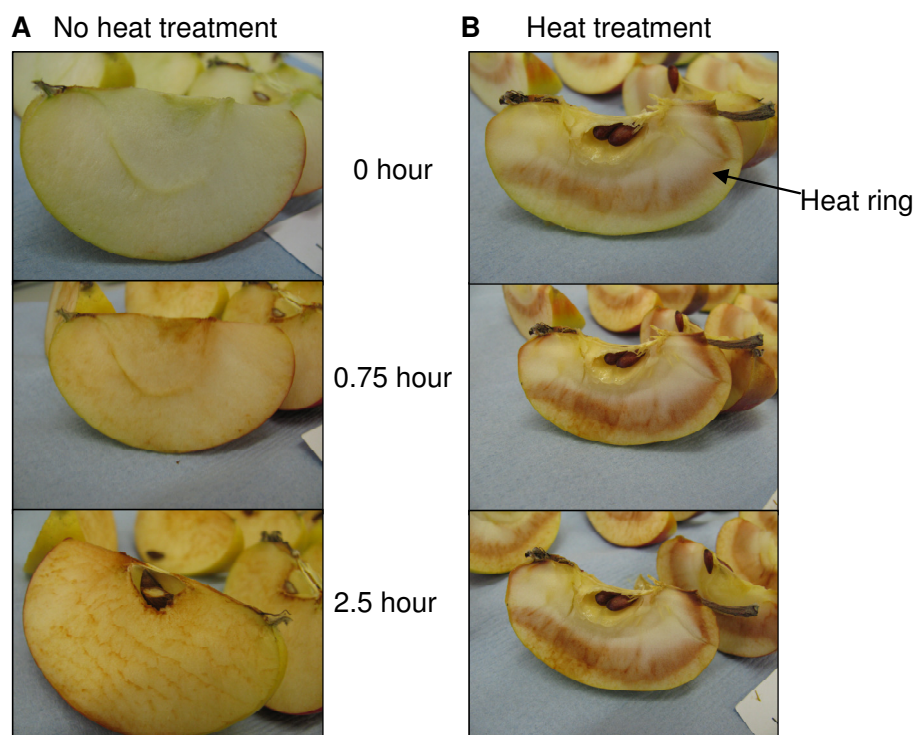 A No heat treatment
B Heat treatment
0 hour
Heat ring
0.75 hour
2.5 hour